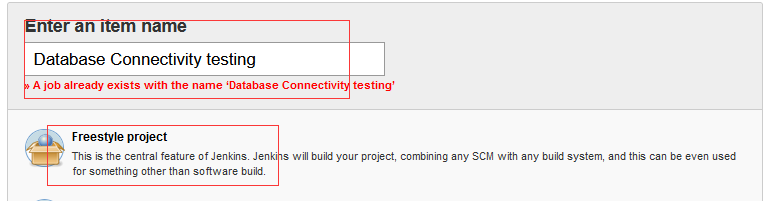 Enter an item name
Database Connectivity testing
» A job already exists with the name ‘Database Connectivity testing’
Freestyle project
This is the central feature of Jenkins. Jenkins will build your project, combining any SCM with any build system, and this can be even used
for something other than software build.